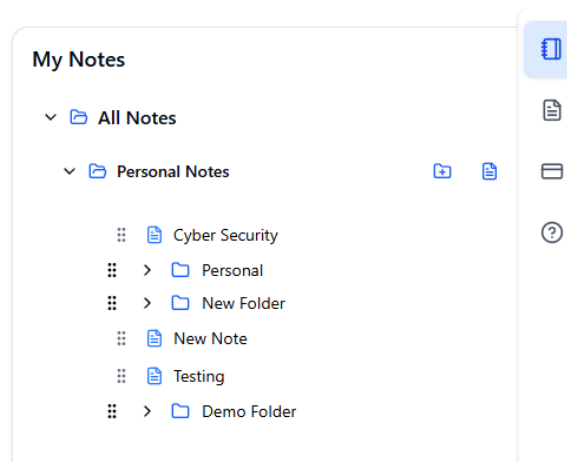 My Notes
All Notes
Personal Notes
Cyber Security
Personal
New Folder
New Note
Testing
Demo Folder